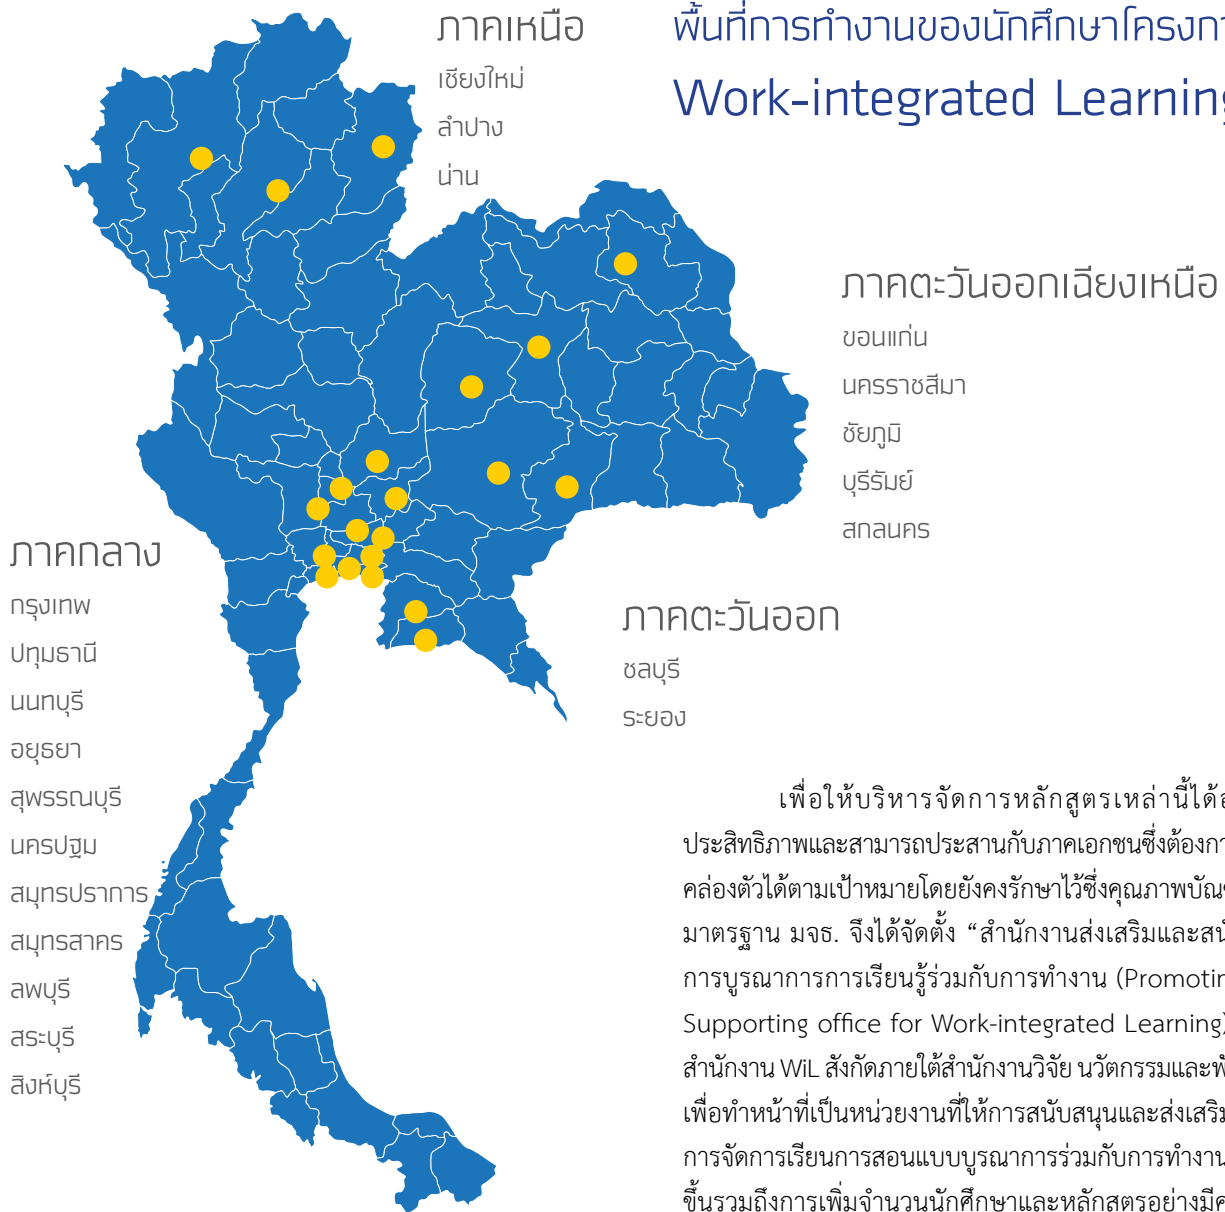 พื้นที่การทำงานของนักศึกษาโครงกา
Work-integrated Learning
ภาคเหนือ
เชียงใหม่
ลำปาง
น่าน
ภาคตะวันออกเฉียงเหนือ
ขอนแก่น
นครราชสีมา
ชัยภูมิ
บุรีรัมย์
สกลนคร
ภาคกลาง
กรุงเทพ
ปทุมธานี
นนทบุรี
อยุธยา
สุพรรณบุรี
นครปฐม
สมุทรปราการ
สมุทรสาคร
ลพบุรี
สระบุรี
สิงห์บุรี
ภาคตะวันออก
ชลบุรี
ระยอง
เพื่อให้บริหารจัดการหลักสูตรเหล่านี้ได้อ
ประสิทธิภาพและสามารถประสานกับภาคเอกชนซึ่งต้องกา
คล่องตัวได้ตามเป้าหมายโดยยังคงรักษาไว้ซึ่งคุณภาพบัณฑ
มาตรฐาน มจธ. จึงได้จัดตั้ง “สำนักงานส่งเสริมและสนั
การบูรณาการการเรียนรู้ร่วมกับการทำงาน (Promotin
Supporting office for Work-integrated Learning)
สำนักงาน WiL สังกัดภายใต้สำนักงานวิจัย นวัตกรรมและพั
เพื่อทำหน้าที่เป็นหน่วยงานที่ให้การสนับสนุนและส่งเสริม
การจัดการเรียนการสอนแบบบูรณาการร่วมกับการทำงาน
ขึ้นรวมถึงการเพิ่มจำนวนนักศึกษาและหลักสูตรอย่างมีค